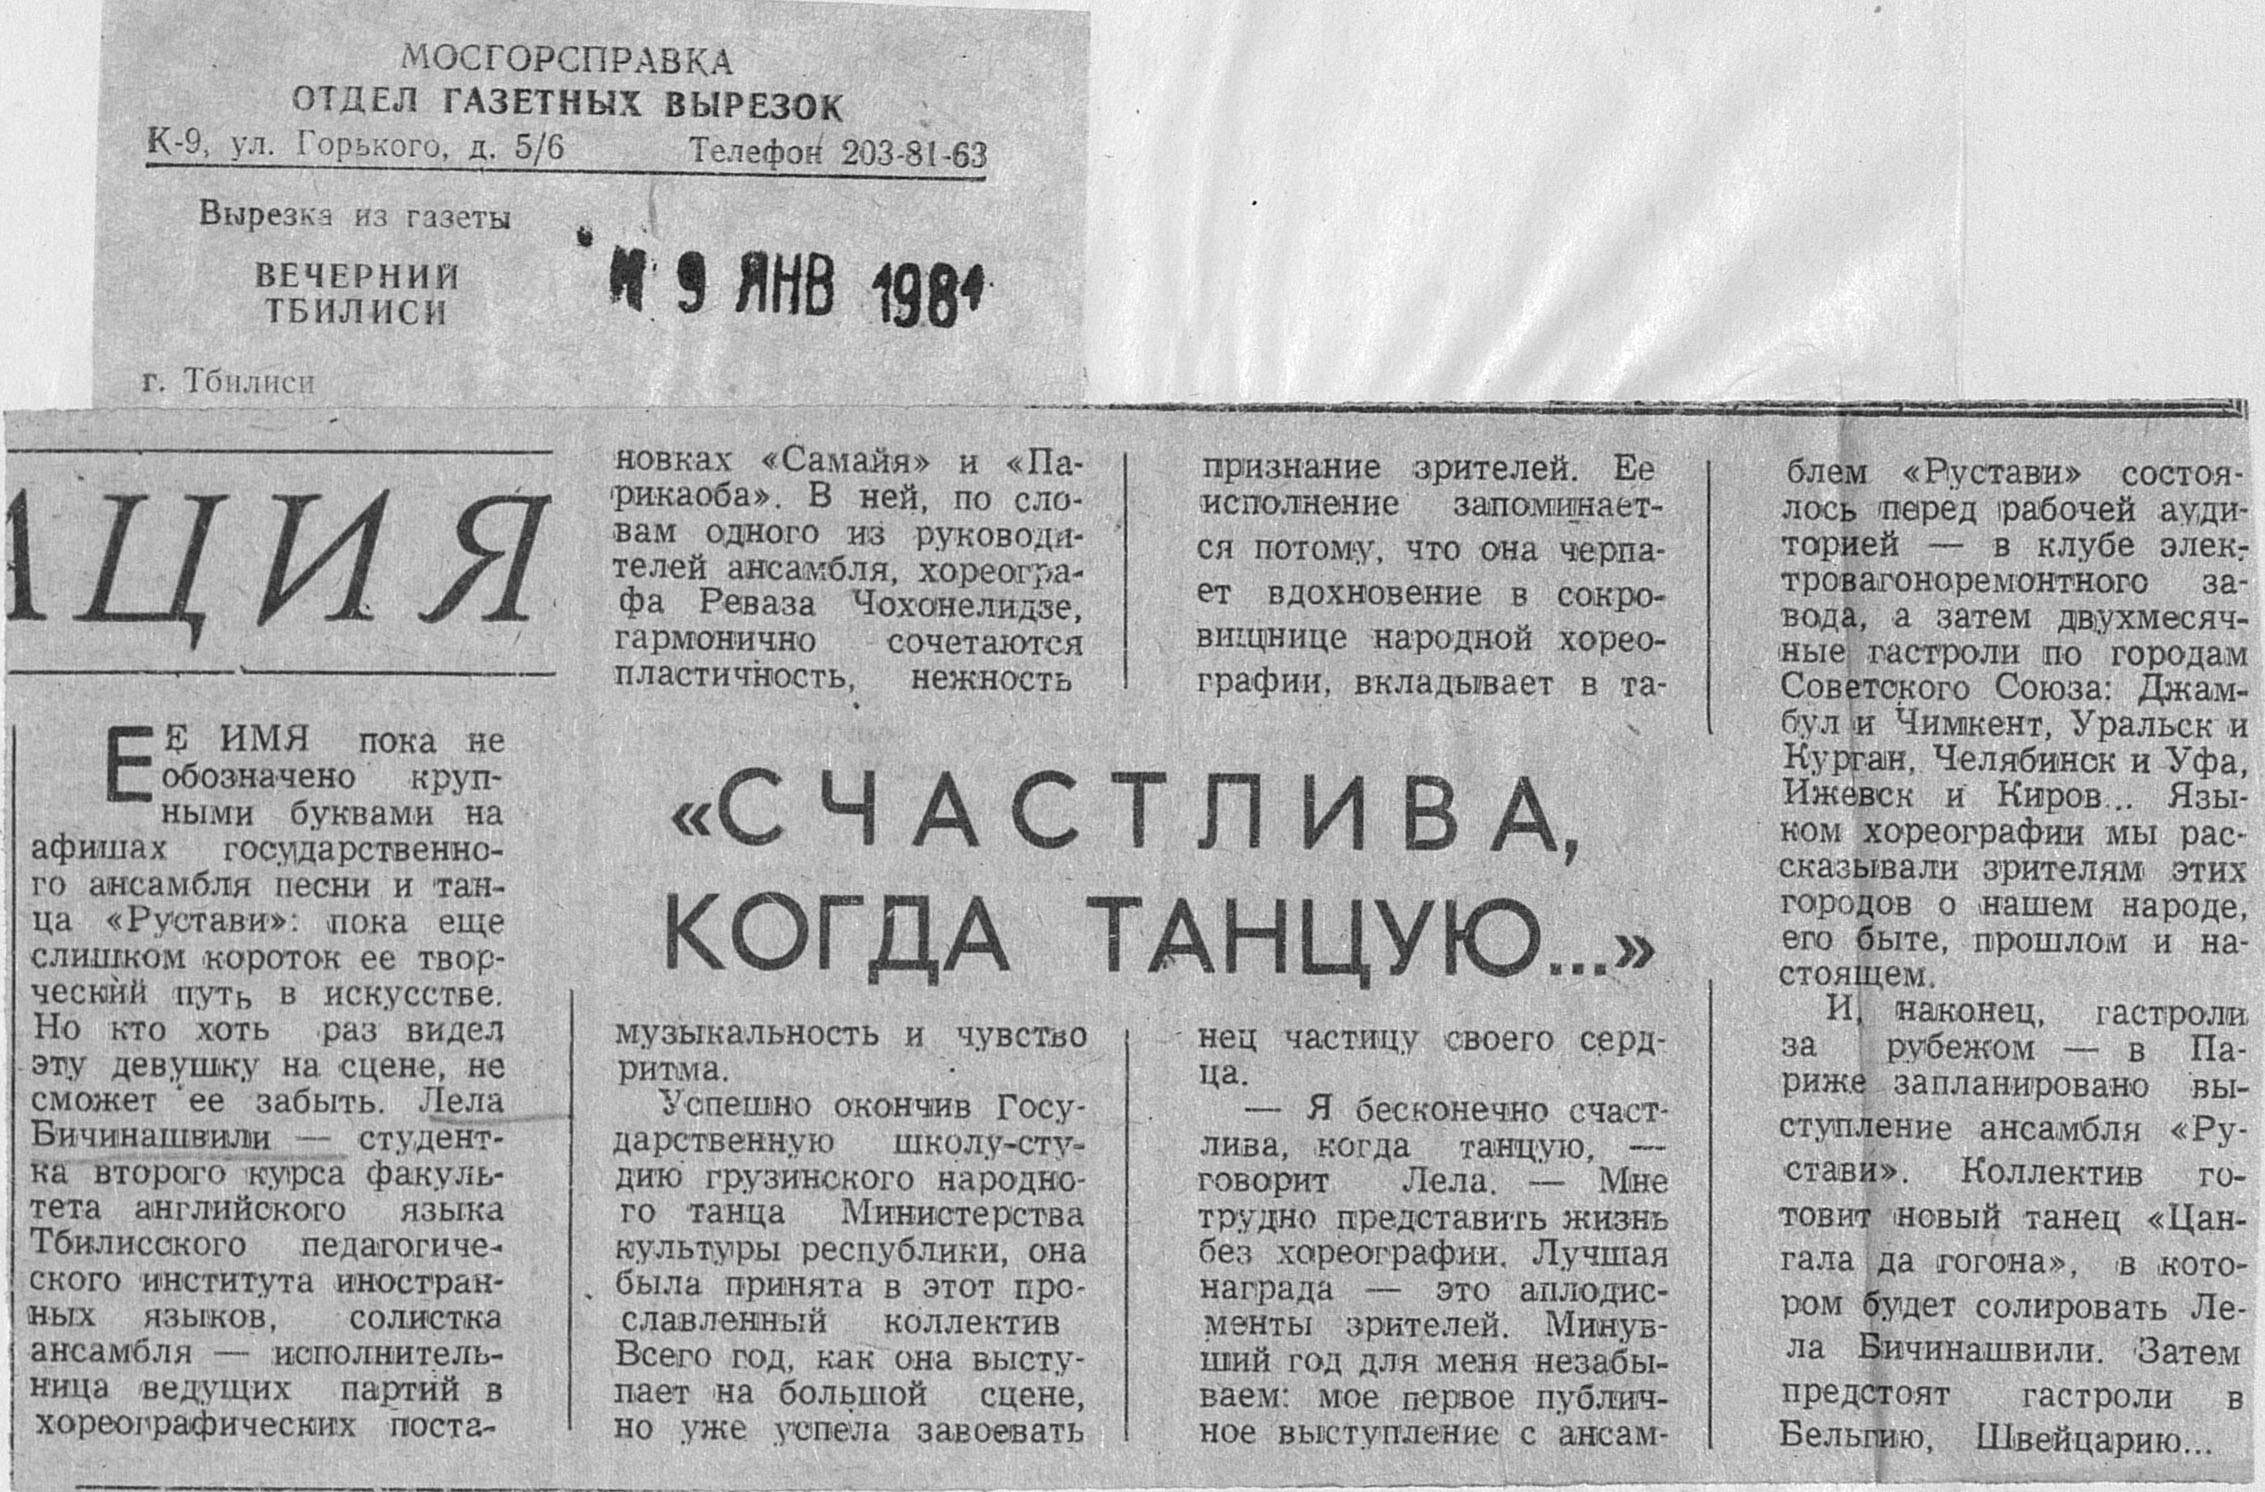 МОСГОРСПРАВКА
ОТДЕЛ ГАЗЕТНЫХ ВЫРЕЗОК
К-9, ул. Горького, д. 5/6 Телефон 203-81-63
Вырезка из газеты
ВЕЧЕРНИЙ
ТБИЛИСИ
9 ЯНВ 1981
г. Тбилиси
АЦИЯ
ЕЕ ИМЯ пока не
обозначено круп-
ными буквами на
афишах государственно-
го ансамбля песни и тан-
ца «Рустави»: пока еще
слишком короток ее твор-
ческий путь в искусстве.
Но кто хоть раз видел
эту девушку на сцене, не
сможет ее забыть. Лела
Бичинашвили — студент-
ка второго курса факуль-
тета английского языка
Тбилисского педагогиче-
ского института иностран-
ных языков, солистка
ансамбля — исполнитель-
ница ведущих партий в
хореографических поста-
новках «Самайя» и «Па-
рикаоба». В ней, по сло-
вам одного из руководи-
телей ансамбля, хореогра-
фа Реваза Чохонелидзе,
гармонично сочетаются
пластичность, нежность
«СЧАСТЛИВА,
КОГДА ТАНЦУЮ...»
музыкальность и чувство
ритма.
Успешно окончив Госу-
дарственную школу-сту-
дию грузинского народно-
го танца Министерства
культуры республики, она
была принята в этот про-
славленный коллектив
Всего год, как она высту-
пает на большой сцене,
но уже успела завоевать
признание зрителей. Ее
исполнение запоминает-
ся потому, что она черпа-
ет вдохновение в сокро-
вищнице народной хорео-
графии, вкладывает в та-
нец частицу своего серд-
ца.
— Я бесконечно счаст-
лива, когда танцую, —
говорит Лела. — Мне
трудно представить жизнь
без хореографии. Лучшая
награда — это аплодис-
менты зрителей. Минув-
ший год для меня незабы-
ваем: мое первое публич-
ное выступление с ансам-
блем «Рустави» состоя-
лось перед рабочей ауди-
торией — в клубе элек-
тровагоноремонтного за-
вода, а затем двухмесяч-
ные гастроли по городам
Советского Союза: Джам-
бул и Чимкент, Уральск и
Курган, Челябинск и Уфа,
Ижевск и Киров... Язы-
ком хореографии мы рас-
сказывали зрителям этих
городов о нашем народе,
его быте, прошлом и на-
стоящем.
И, наконец, гастроли
за рубежом — в Па-
риже запланировано вы-
ступление ансамбля «Ру-
стави». Коллектив го-
товит новый танец «Цан-
гала да гогона», в кото-
ром будет солировать Ле-
ла Бичинашвили. Затем
предстоят гастроли в
Бельгию, Швейцарию...